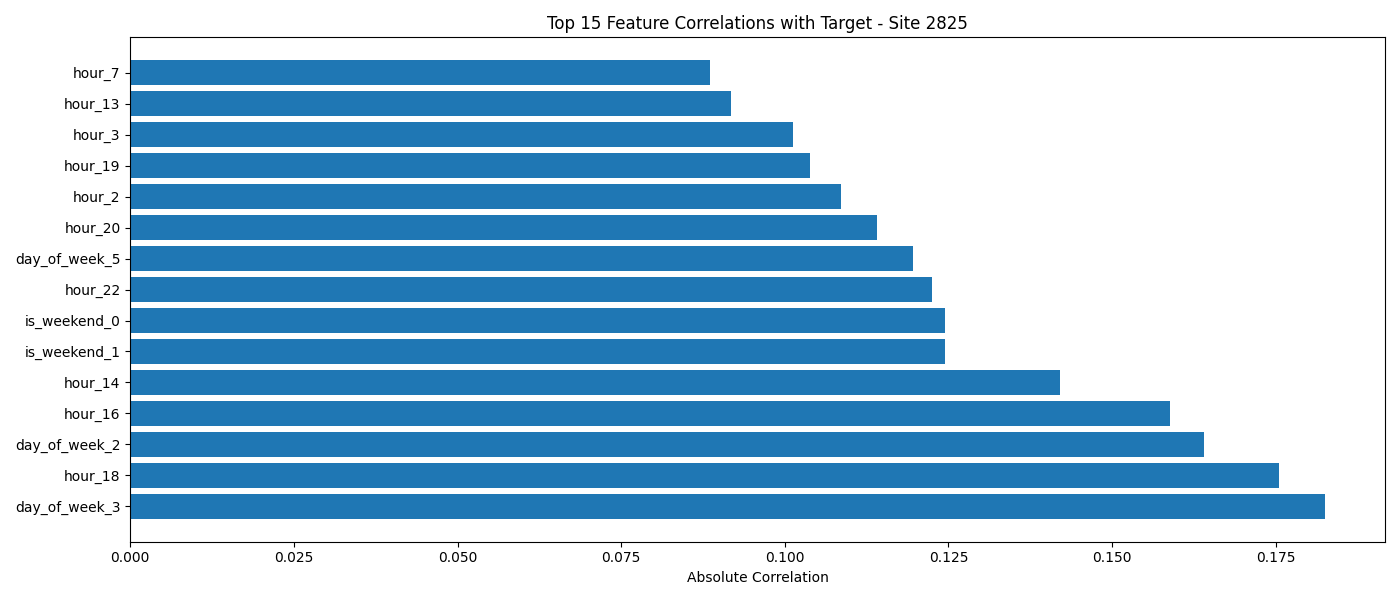 Top 15 Feature Correlations with Target - Site 2825
hour_7
hour_13
hour_3
hour_19
hour_2
hour_20
day_of_week_5
hour_22
is_weekend_0
is_weekend_1
hour_14
hour_16
day_of_week_2
hour_18
day_of_week_3
0.000 0.025 0.050 0.075 0.100 0.125 0.150 0.175
Absolute Correlation